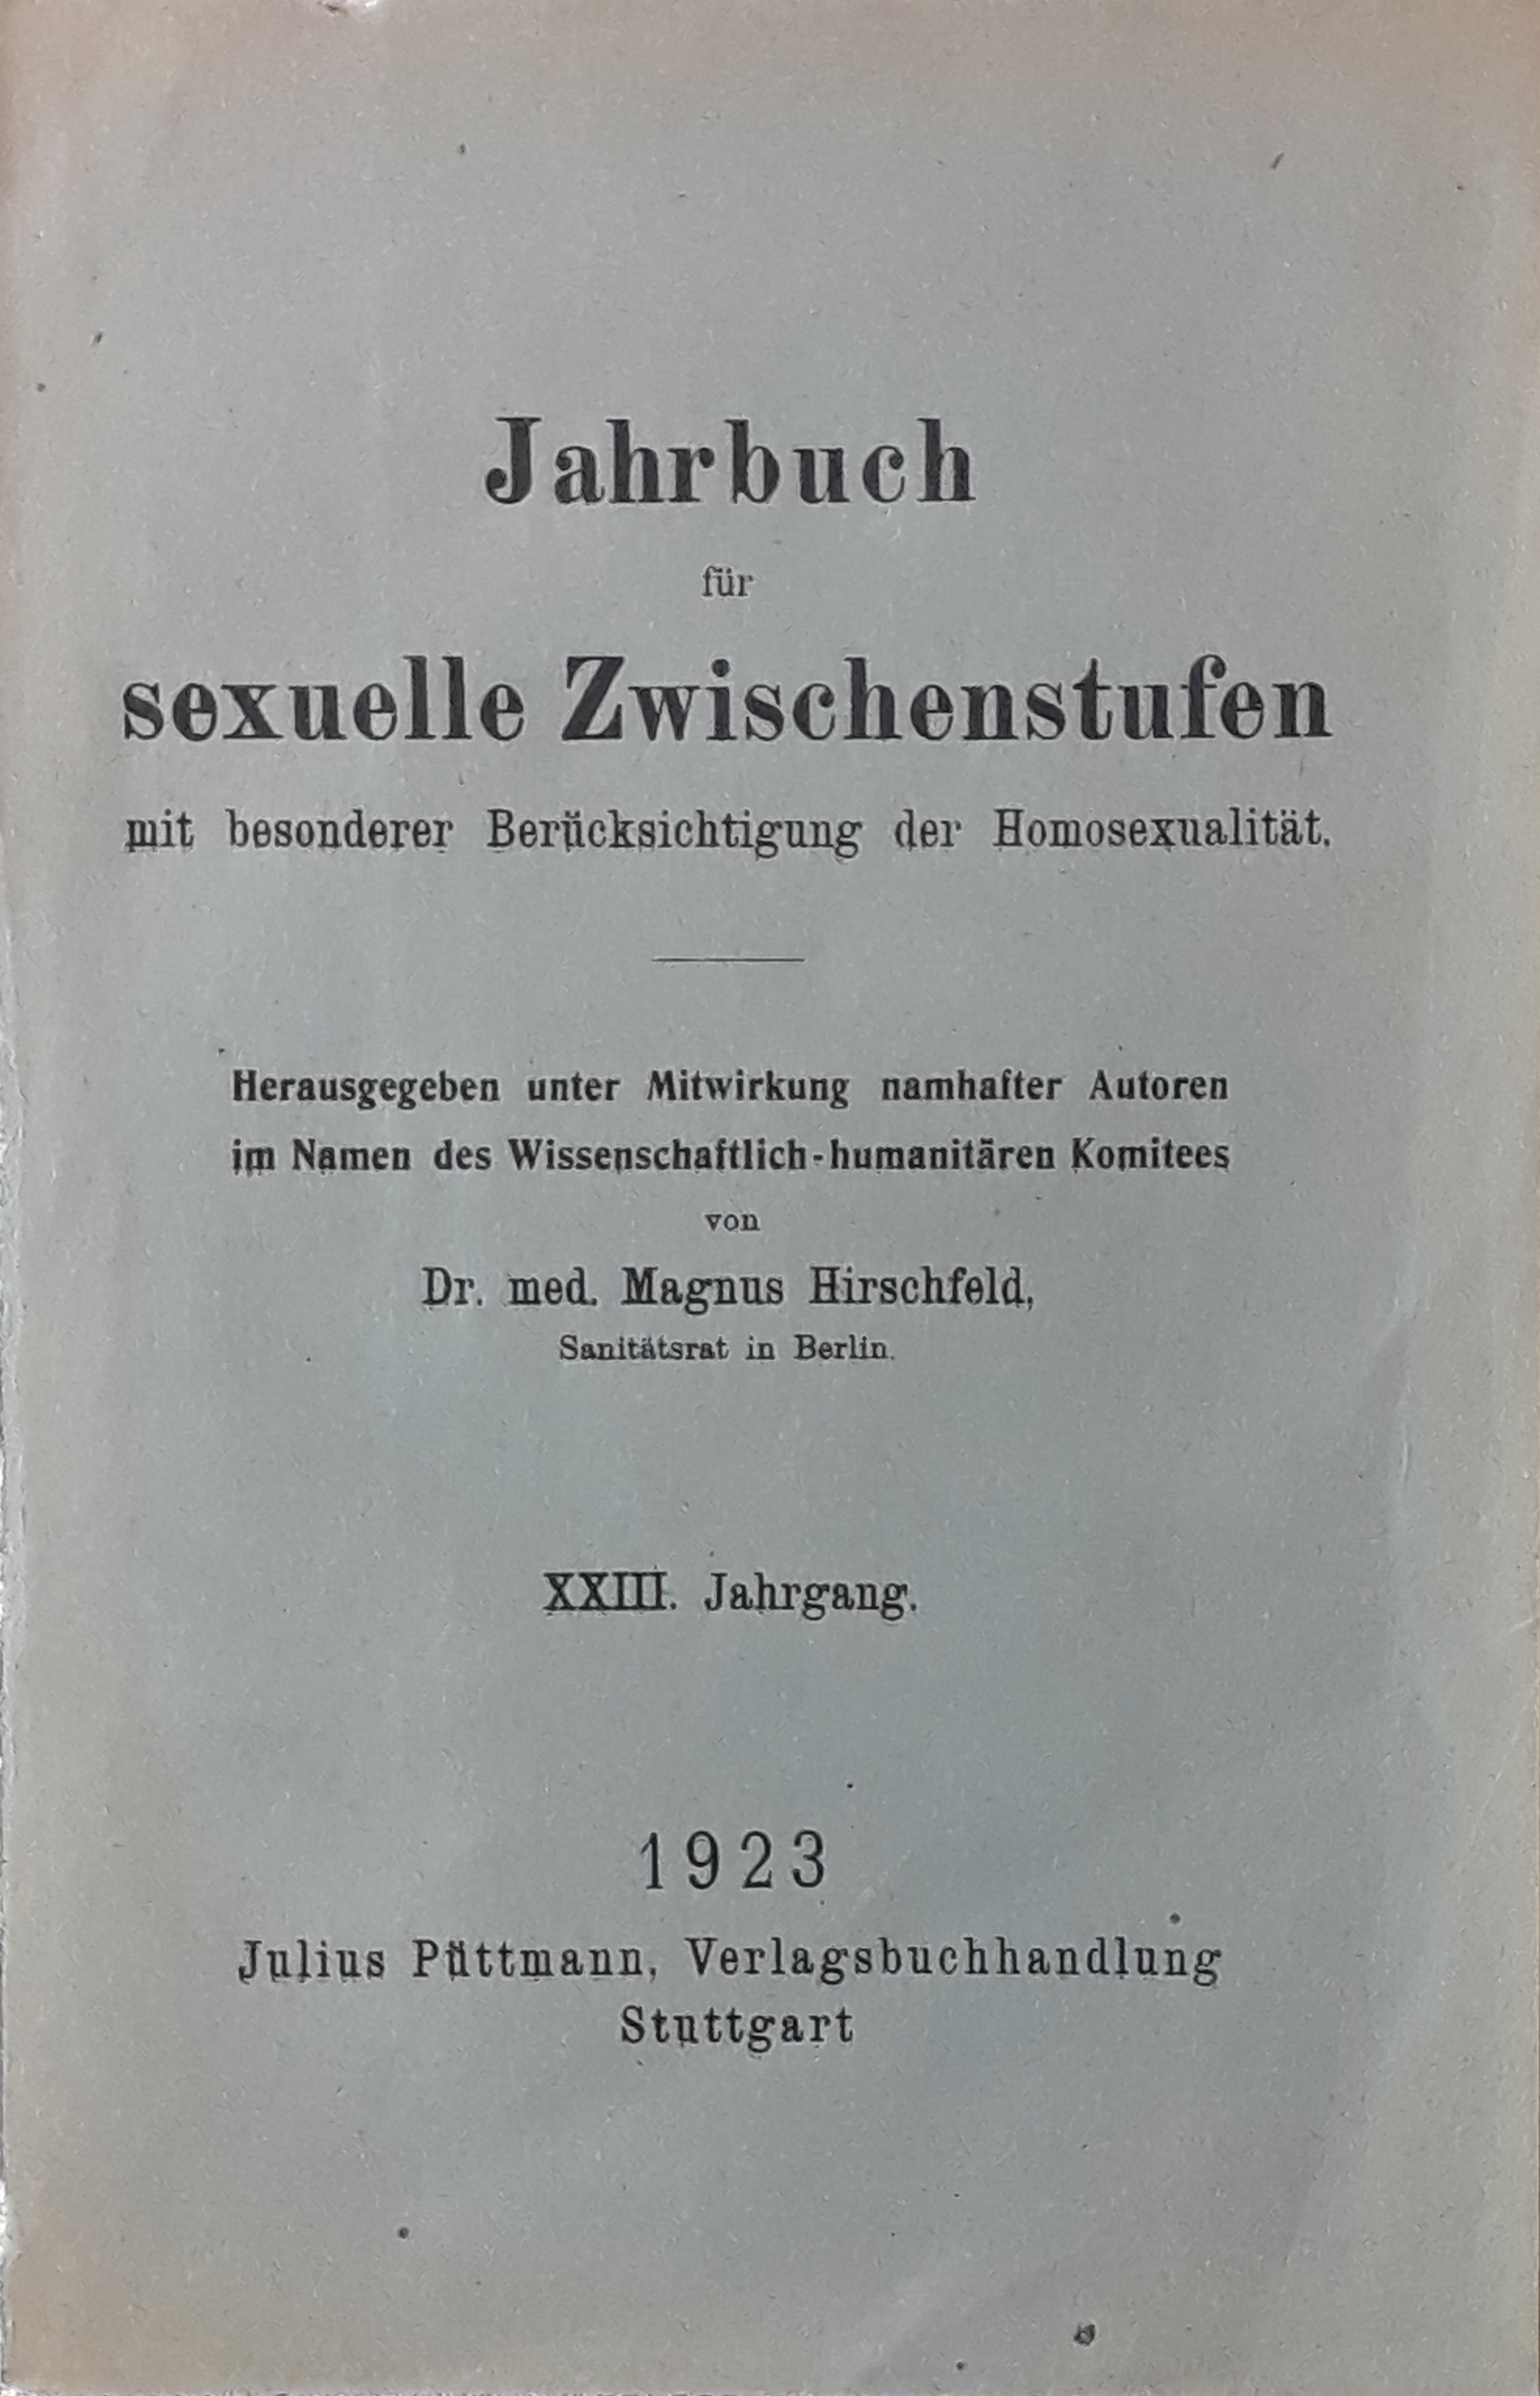 Jahrbuch
für
sexuelle Zwischenstufen
mit besonderer Berücksichtigung der Homosexualität.
Herausgegeben unter Mitwirkung namhafter Autoren
im Namen des Wissenschaftlich-humanitären Komitees
von
Dr. med. Magnus Hirschfeld,
Sanitätsrat in Berlin.
XXIII. Jahrgang.
1923
Julius Püttmann, Verlagsbuchhandlung
Stuttgart